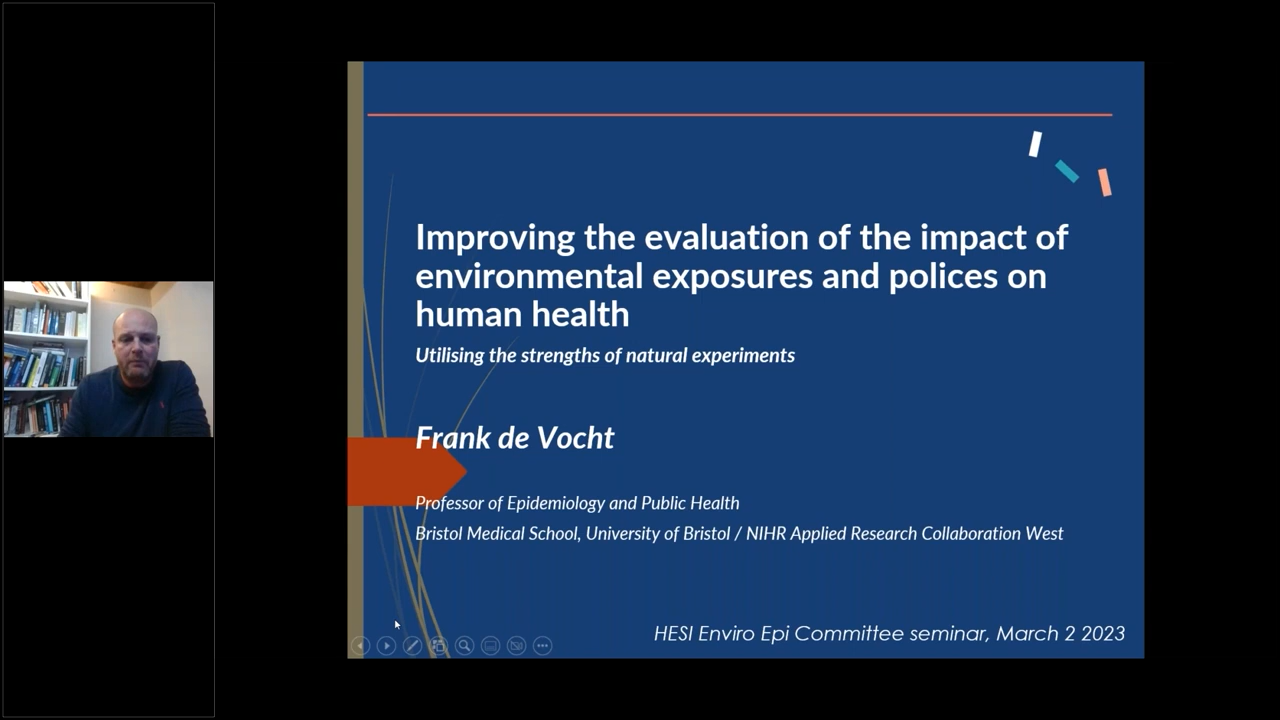 Improving the evaluation of the impact of
environmental exposures and polices on
human health
Utilising the strengths of natural experiments
Frank de Vocht
Professor of Epidemiology and Public Health
Bristol Medical School, University of Bristol / NIHR Applied Research Collaboration West
HESI Enviro Epi Committee seminar, March 2 2023